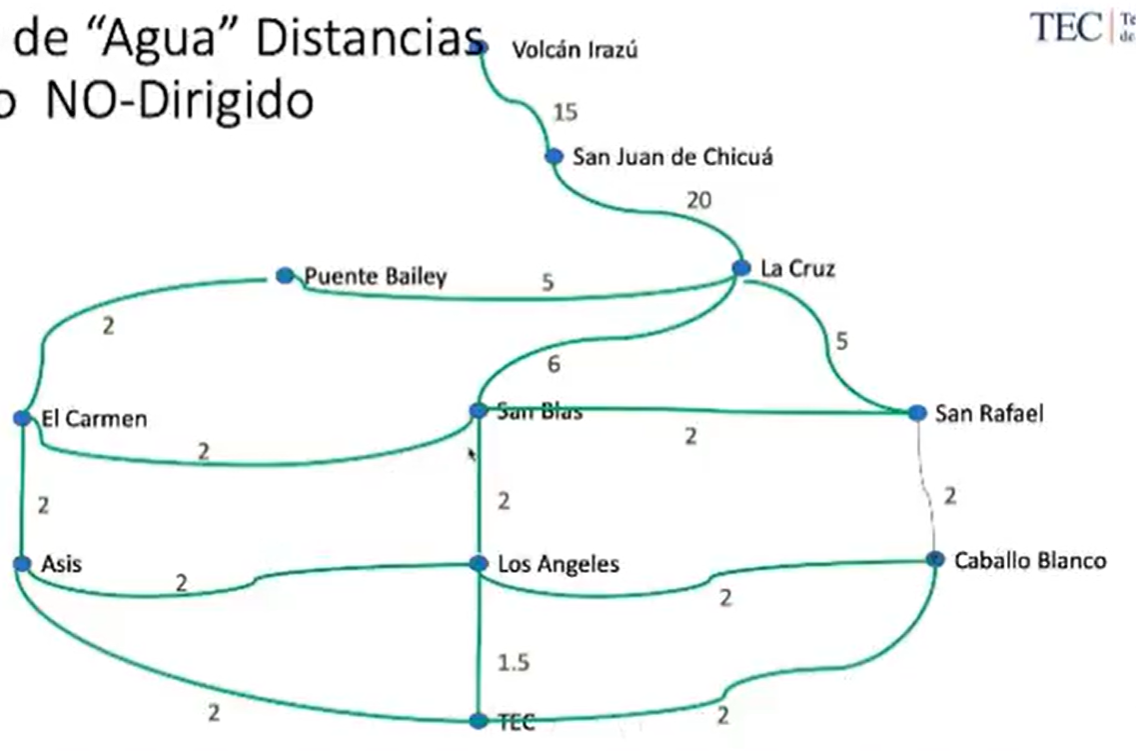 de “Agua” Distancias
NO-Dirigido
TEC
Volcán Irazú
15
San Juan de Chicuá
20
La Cruz
Puente Bailey
5
2
5
6
El Carmen
San Blas
San Rafael
2
2
2
2
2
Asis
Los Angeles
Caballo Blanco
2
2
1.5
2
TEC
2